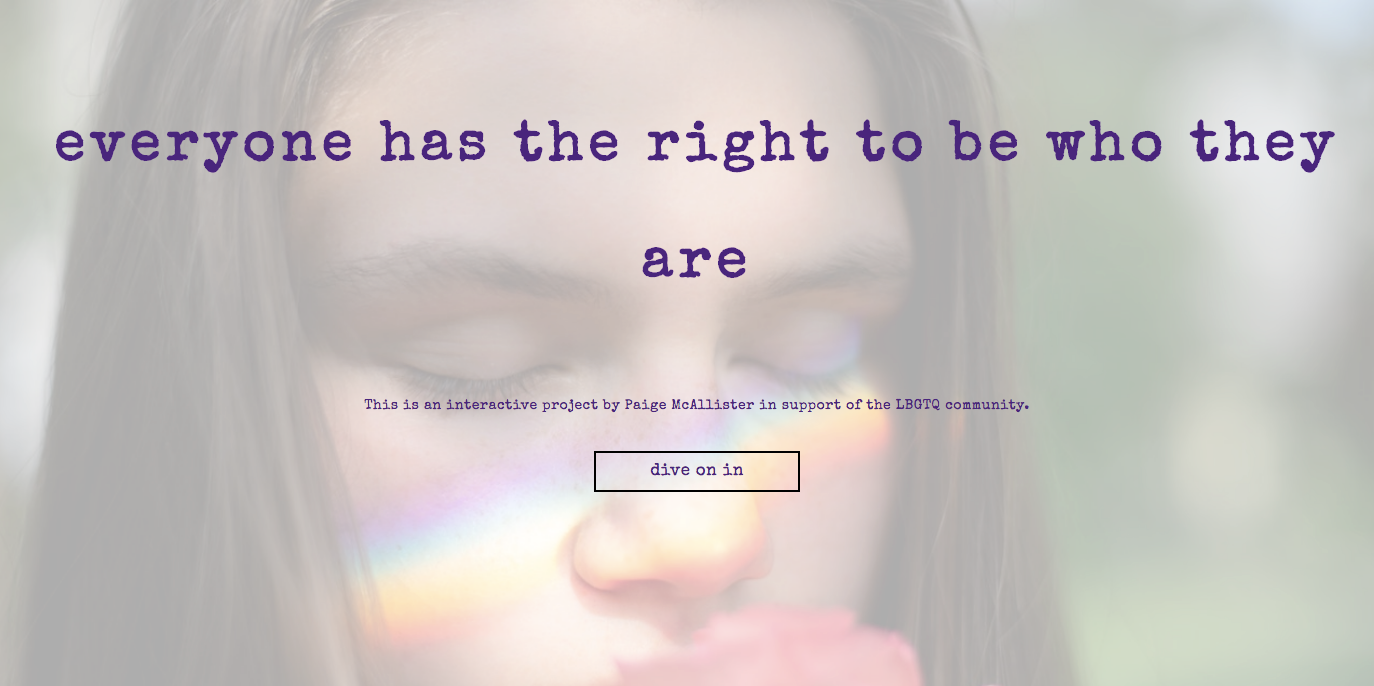 everyone has the right to be who they
are
This is an interactive project by Paige McAllister in support of the LBGTQ community.
dive on in